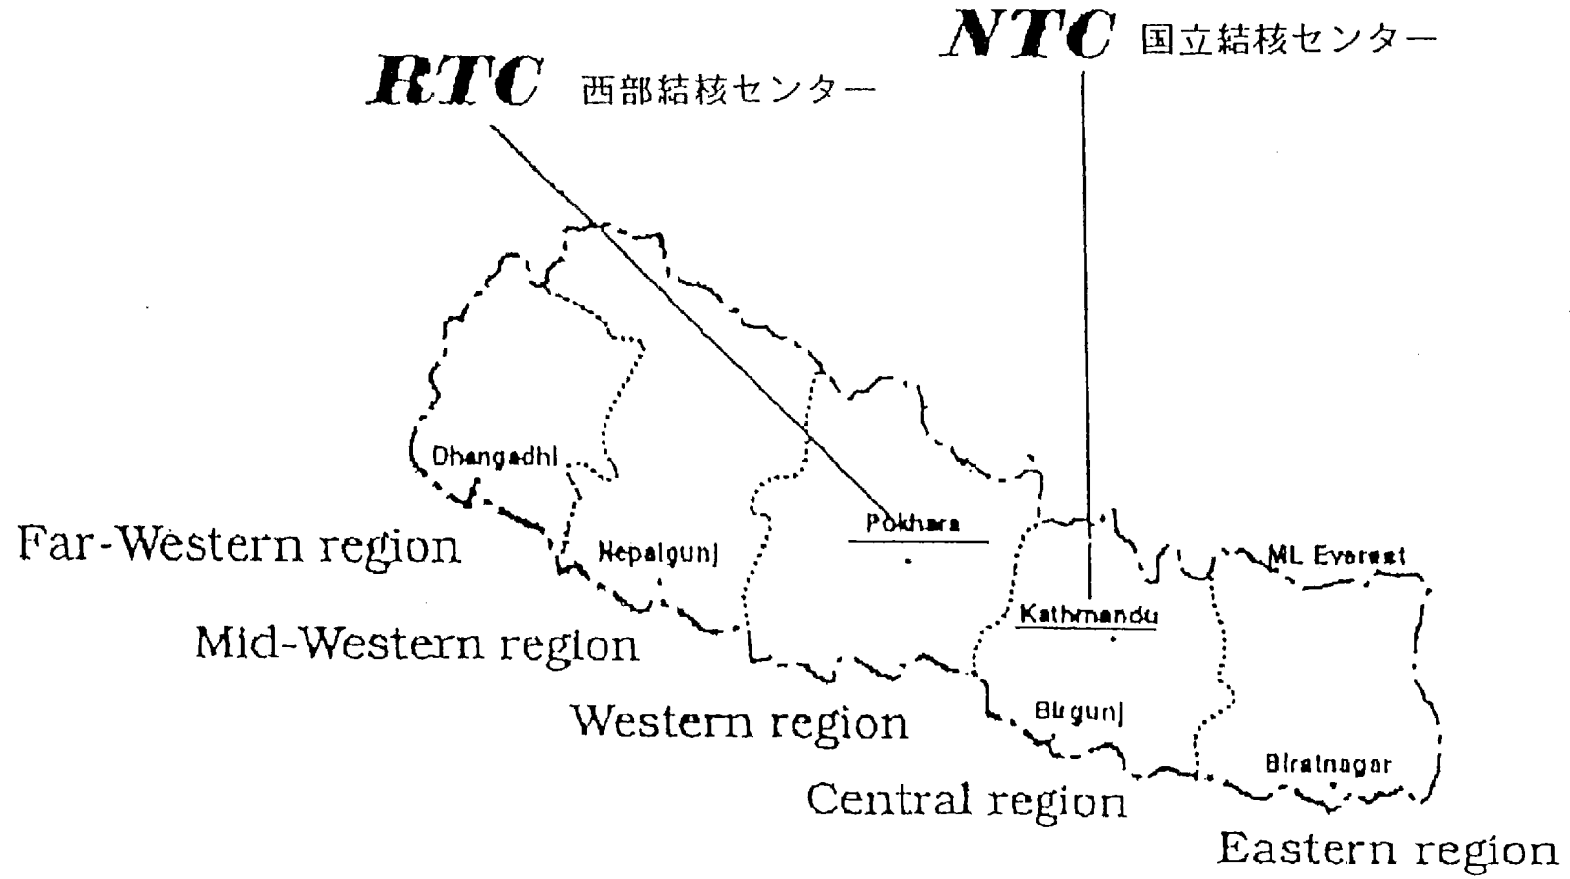 NTC 国立結核センター
RTC 西部結核センター
Dhangadhi
Pokhara
Far-Western region
Nepalgunj
Mt. Everest
Kathmandu
Mid-Western region
Western region
Birgunj
Biratnagar
Central region
Eastern region